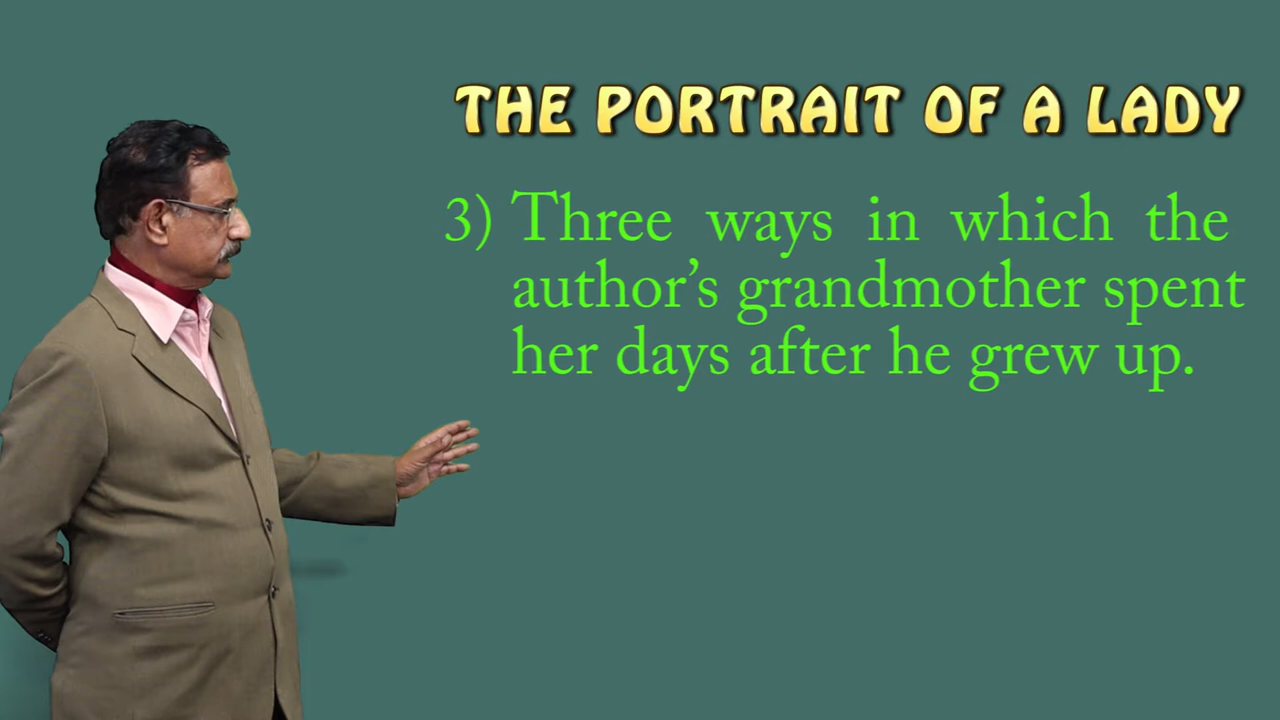 THE PORTRAIT OF A LADY
3) Three ways in which the
author's grandmother spent
her days after he grew up.